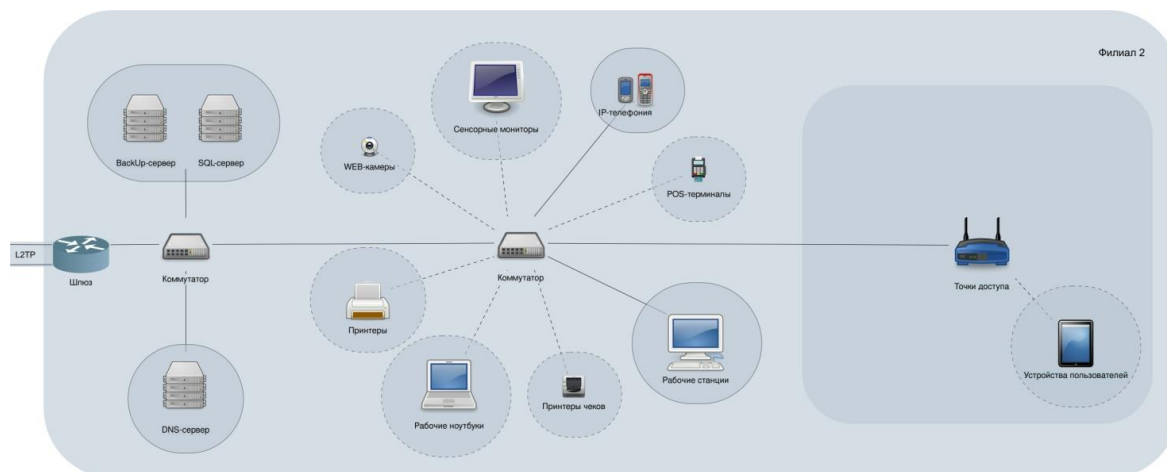 Филиал 2
Сенсорные мониторы
IP-телефония
BackUp-сервер
SQL-сервер
WEB-камеры
POS-терминалы
L2TP
Шлюз
Коммутатор
Коммутатор
Точки доступа
Принтеры
Рабочие ноутбуки
Принтеры чеков
Рабочие станции
Устройства пользователей
DNS-сервер